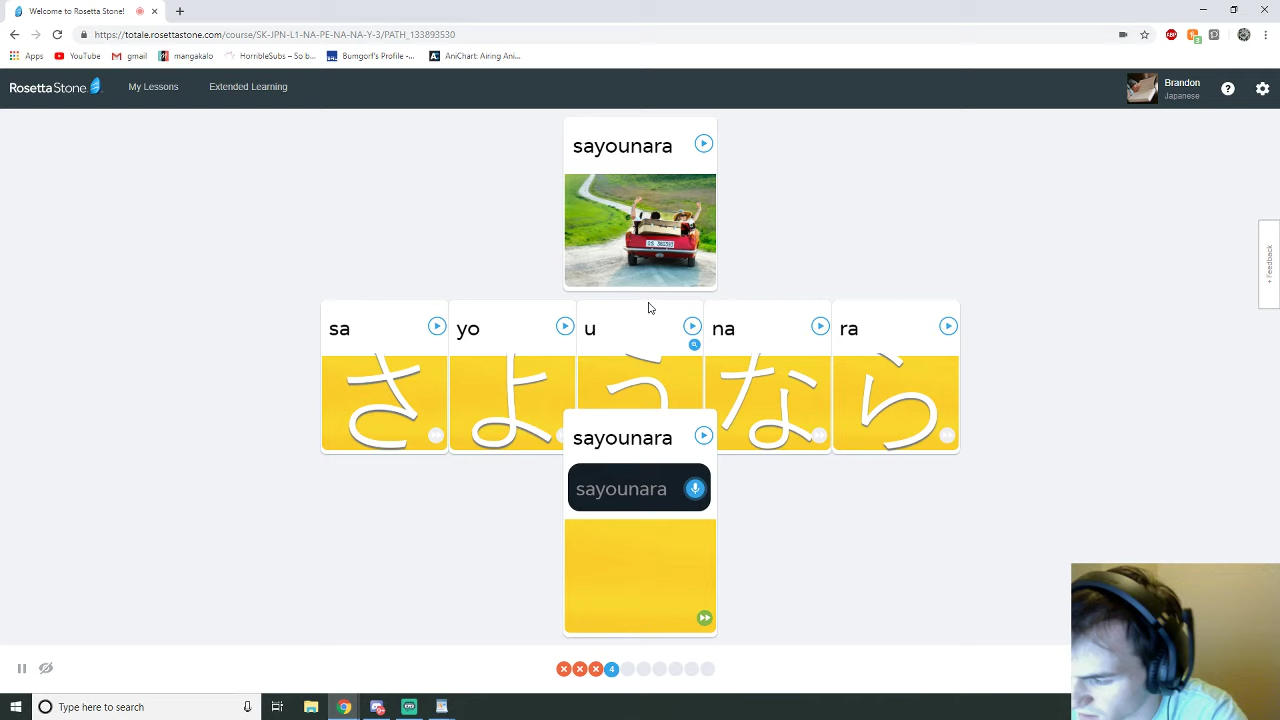 Welcome to Rosetta Stone!
https://totale.rosettastone.com/course/SK-JPN-L1-NA-PE-NA-NA-Y-3/PATH_133893530
Apps YouTube gmail mangakalo HorribleSubs – So b... Bumgorf's Profile -... AniChart: Airing Ani...
RosettaStone My Lessons Extended Learning
Brandon
Japanese
sayounara
+ Feedback
sa yo u na ra
さ よ う な ら
sayounara
sayounara
4
Type here to search